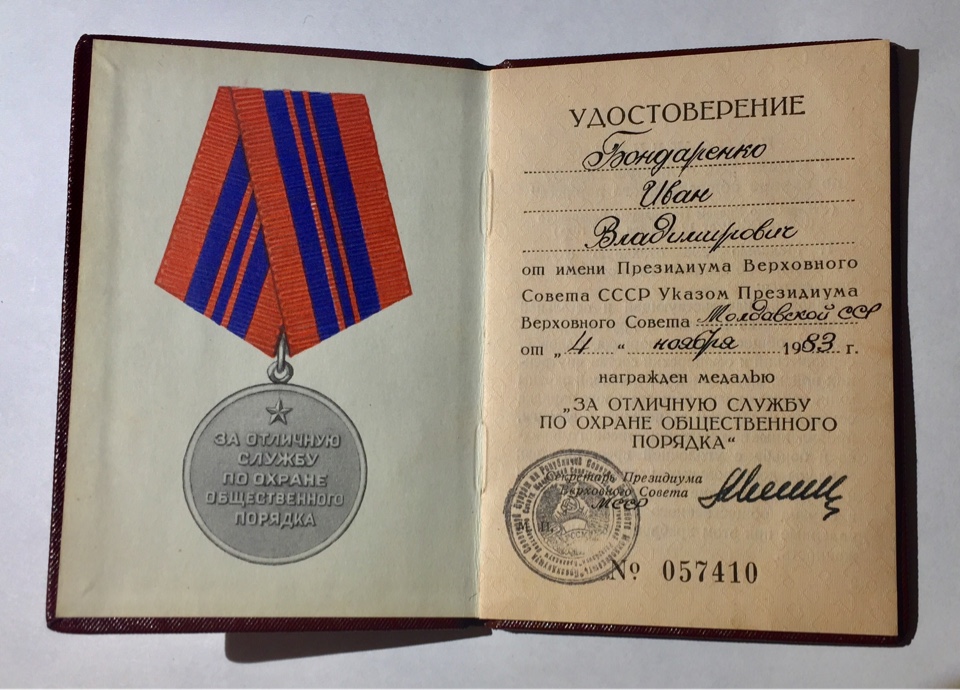 ЗА ОТЛИЧНУЮ
СЛУЖБУ
ПО ОХРАНЕ
ОБЩЕСТВЕННОГО
ПОРЯДКА
УДОСТОВЕРЕНИЕ
Бондаренко
Иван
Владимирович
от имени Президиума Верховного
Совета СССР Указом Президиума
Верховного Совета Молдавской ССР
от „4“ ноября 1983 г.
награжден медалью
„ЗА ОТЛИЧНУЮ СЛУЖБУ
ПО ОХРАНЕ ОБЩЕСТВЕННОГО
ПОРЯДКА“
Секретарь Президиума
Верховного Совета
МССР
№ 057410